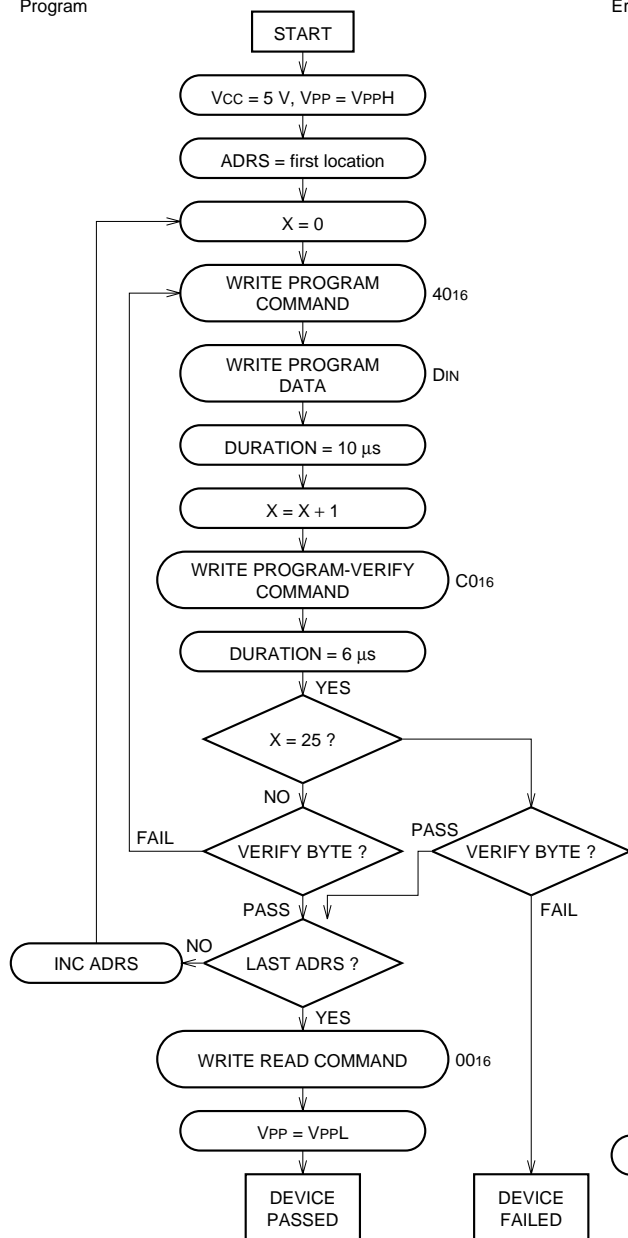 Program
Er
START
VCC = 5 V, VPP = VPPH
ADRS = first location
X = 0
WRITE PROGRAM
COMMAND
4016
WRITE PROGRAM
DATA
DIN
DURATION = 10 µs
X = X + 1
WRITE PROGRAM-VERIFY
COMMAND
C016
DURATION = 6 µs
YES
X = 25 ?
NO
FAIL
VERIFY BYTE ?
PASS
VERIFY BYTE ?
PASS
FAIL
INC ADRS
NO
LAST ADRS ?
YES
WRITE READ COMMAND
0016
VPP = VPPL
DEVICE
PASSED
DEVICE
FAILED